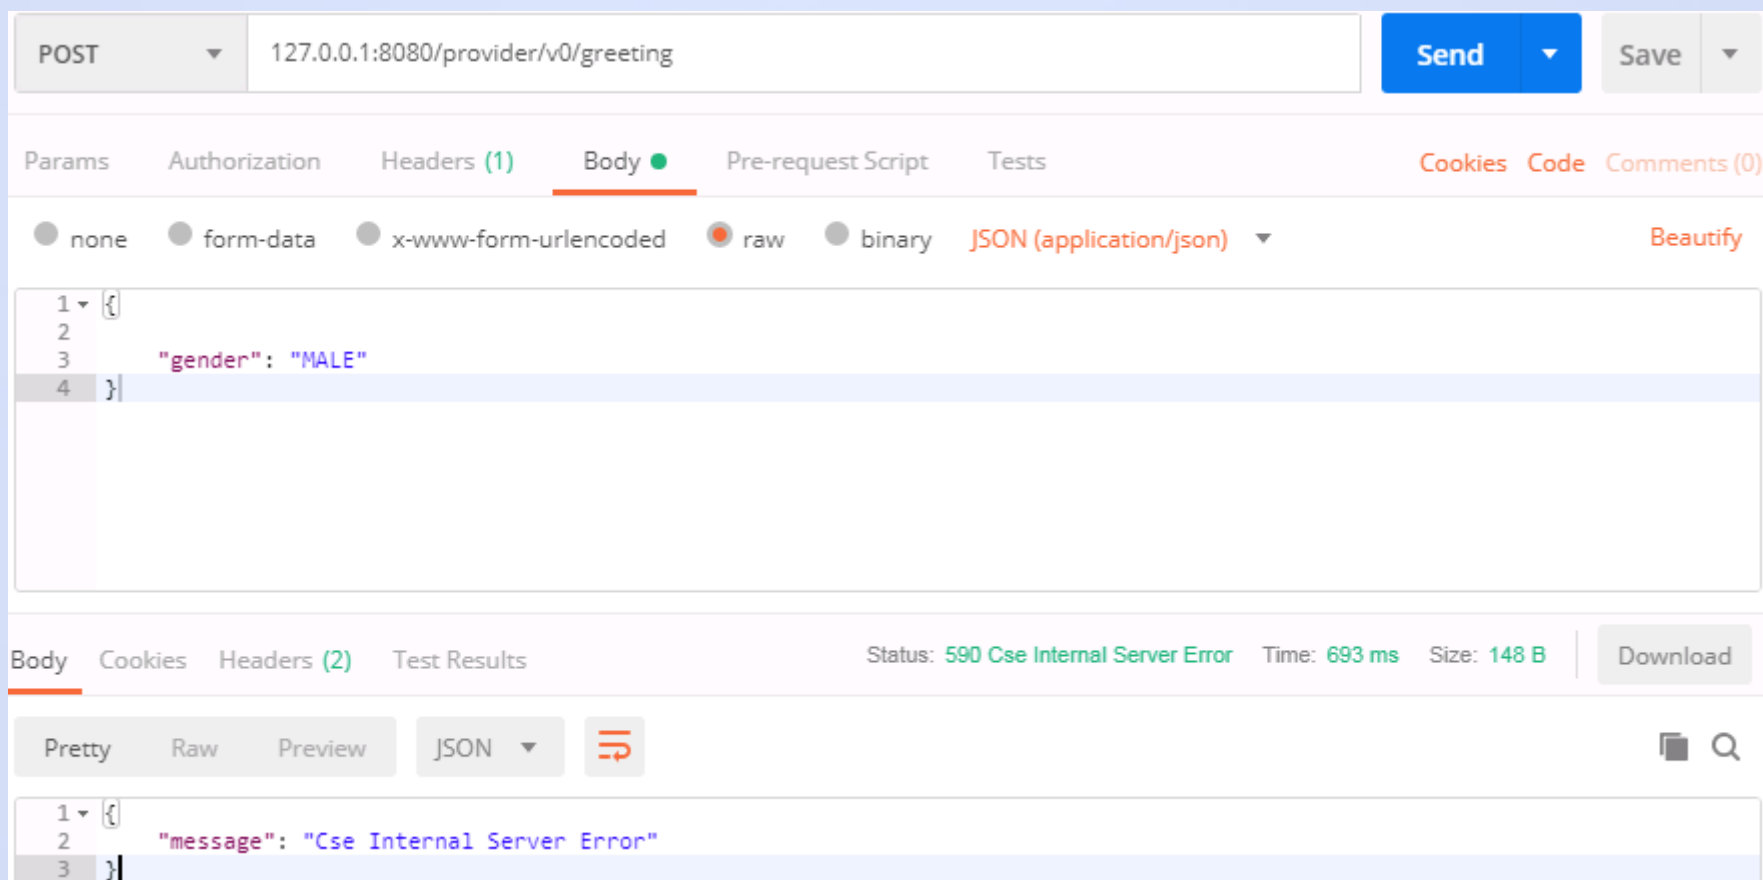 POST 127.0.0.1:8080/provider/v0/greeting Send Save
Params Authorization Headers (1) Body Pre-request Script Tests Cookies Code Comments (0)
none form-data x-www-form-urlencoded raw binary JSON (application/json) Beautify
1 {
2
3 "gender": "MALE"
4 }
Body Cookies Headers (2) Test Results Status: 590 Cse Internal Server Error Time: 693 ms Size: 148 B Download
Pretty Raw Preview JSON
1 {
2 "message": "Cse Internal Server Error"
3 }